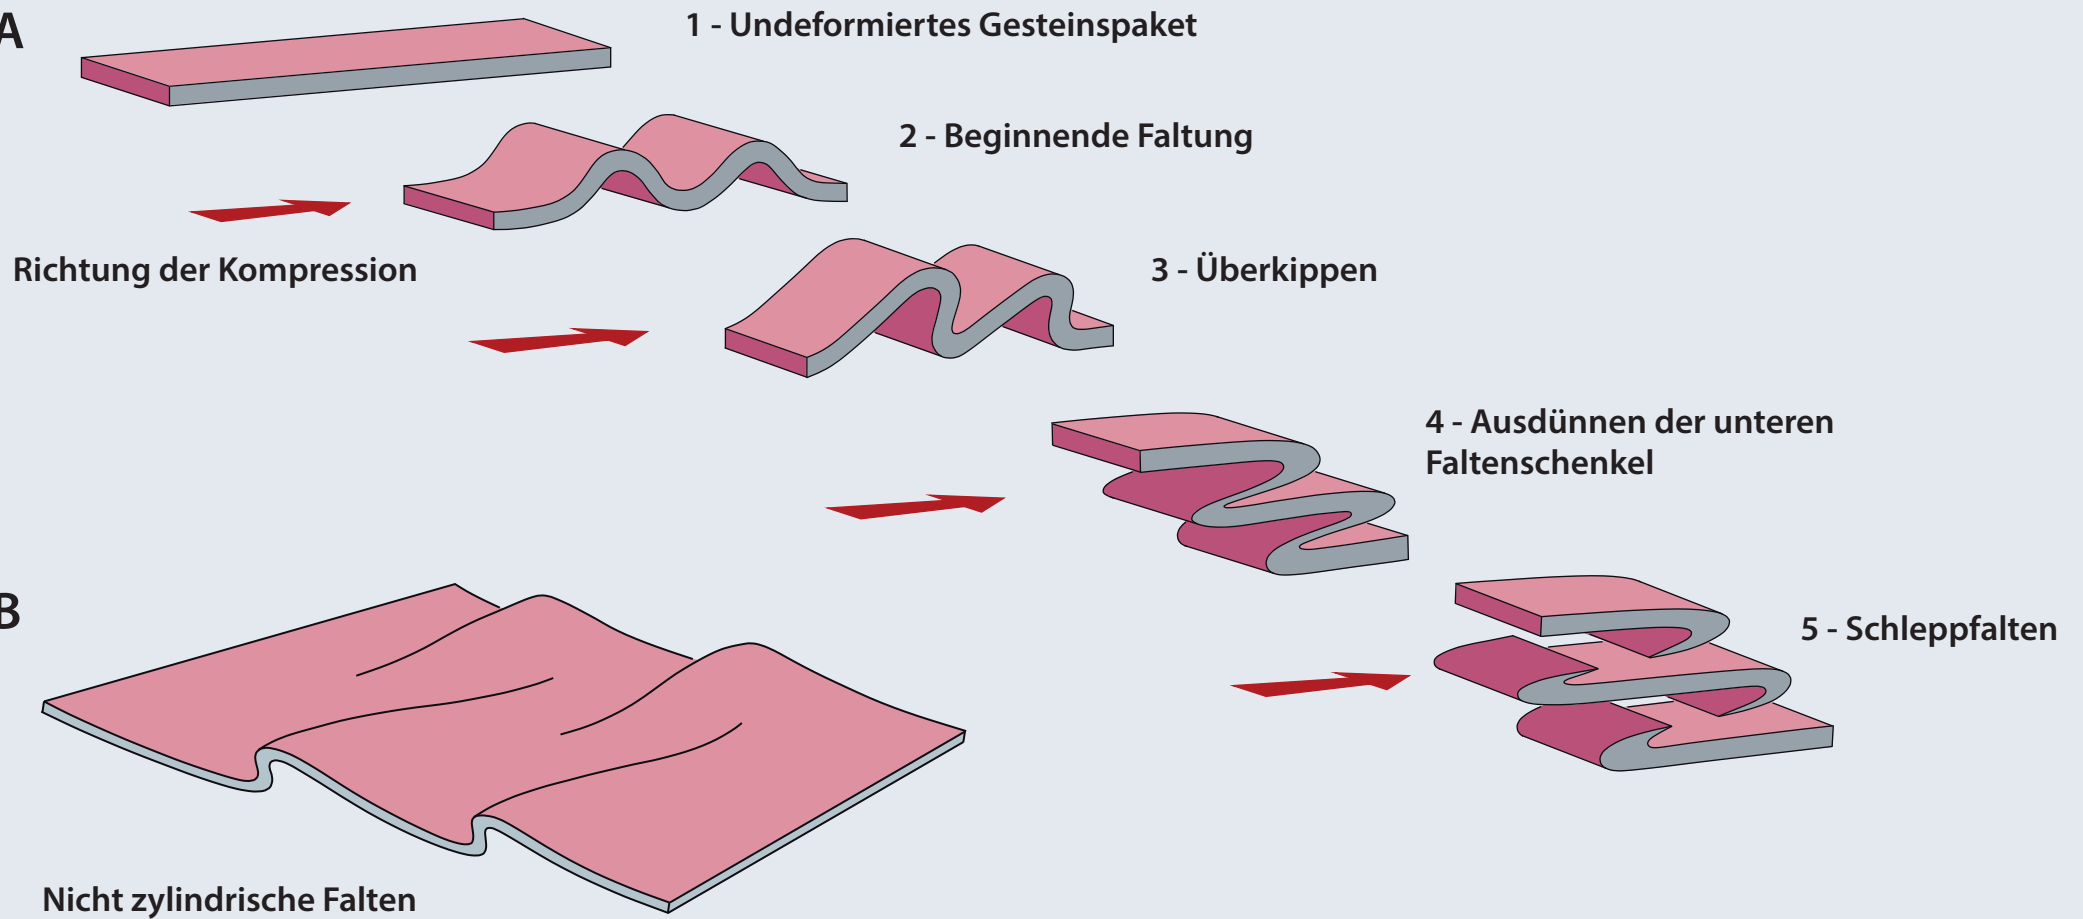 A
1 - Undeformiertes Gesteinspaket
2 - Beginnende Faltung
Richtung der Kompression
3 - Überkippen
4 - Ausdünnen der unteren
Faltenschenkel
B
5 - Schleppfalten
Nicht zylindrische Falten